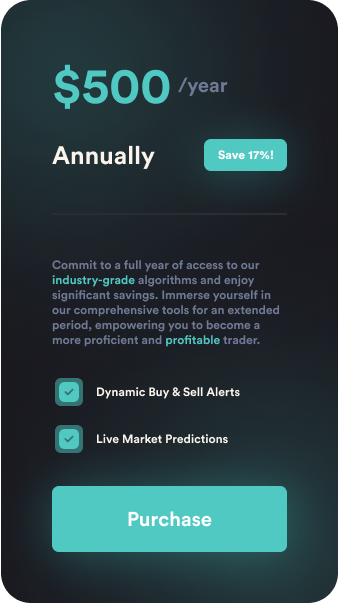 $500 /year
Annually
Save 17%!
Commit to a full year of access to our
industry-grade algorithms and enjoy
significant savings. Immerse yourself in
our comprehensive tools for an extended
period, empowering you to become a
more proficient and profitable trader.
Dynamic Buy & Sell Alerts
Live Market Predictions
Purchase